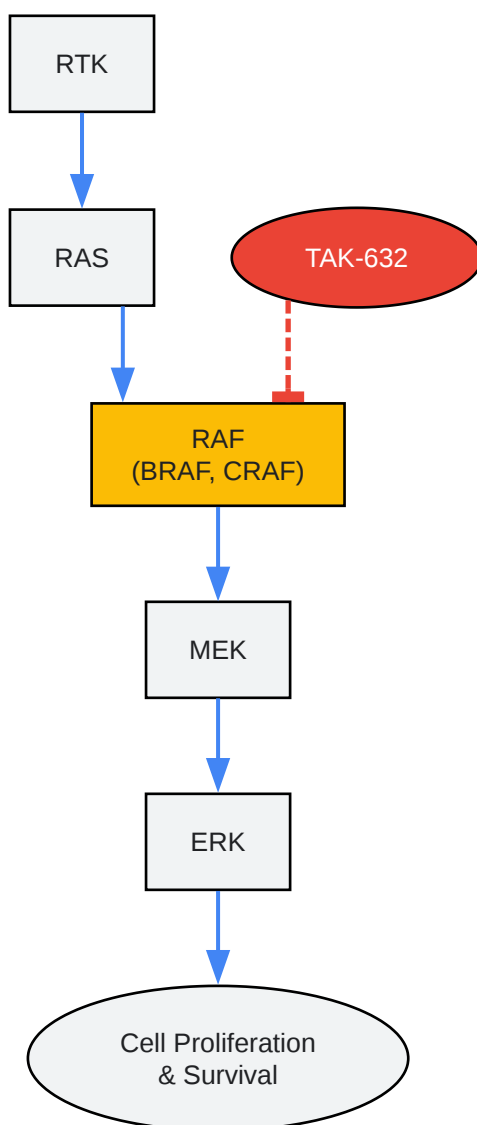 RTK
RAS
TAK-632
RAF
(BRAF, CRAF)
MEK
ERK
Cell Proliferation
& Survival